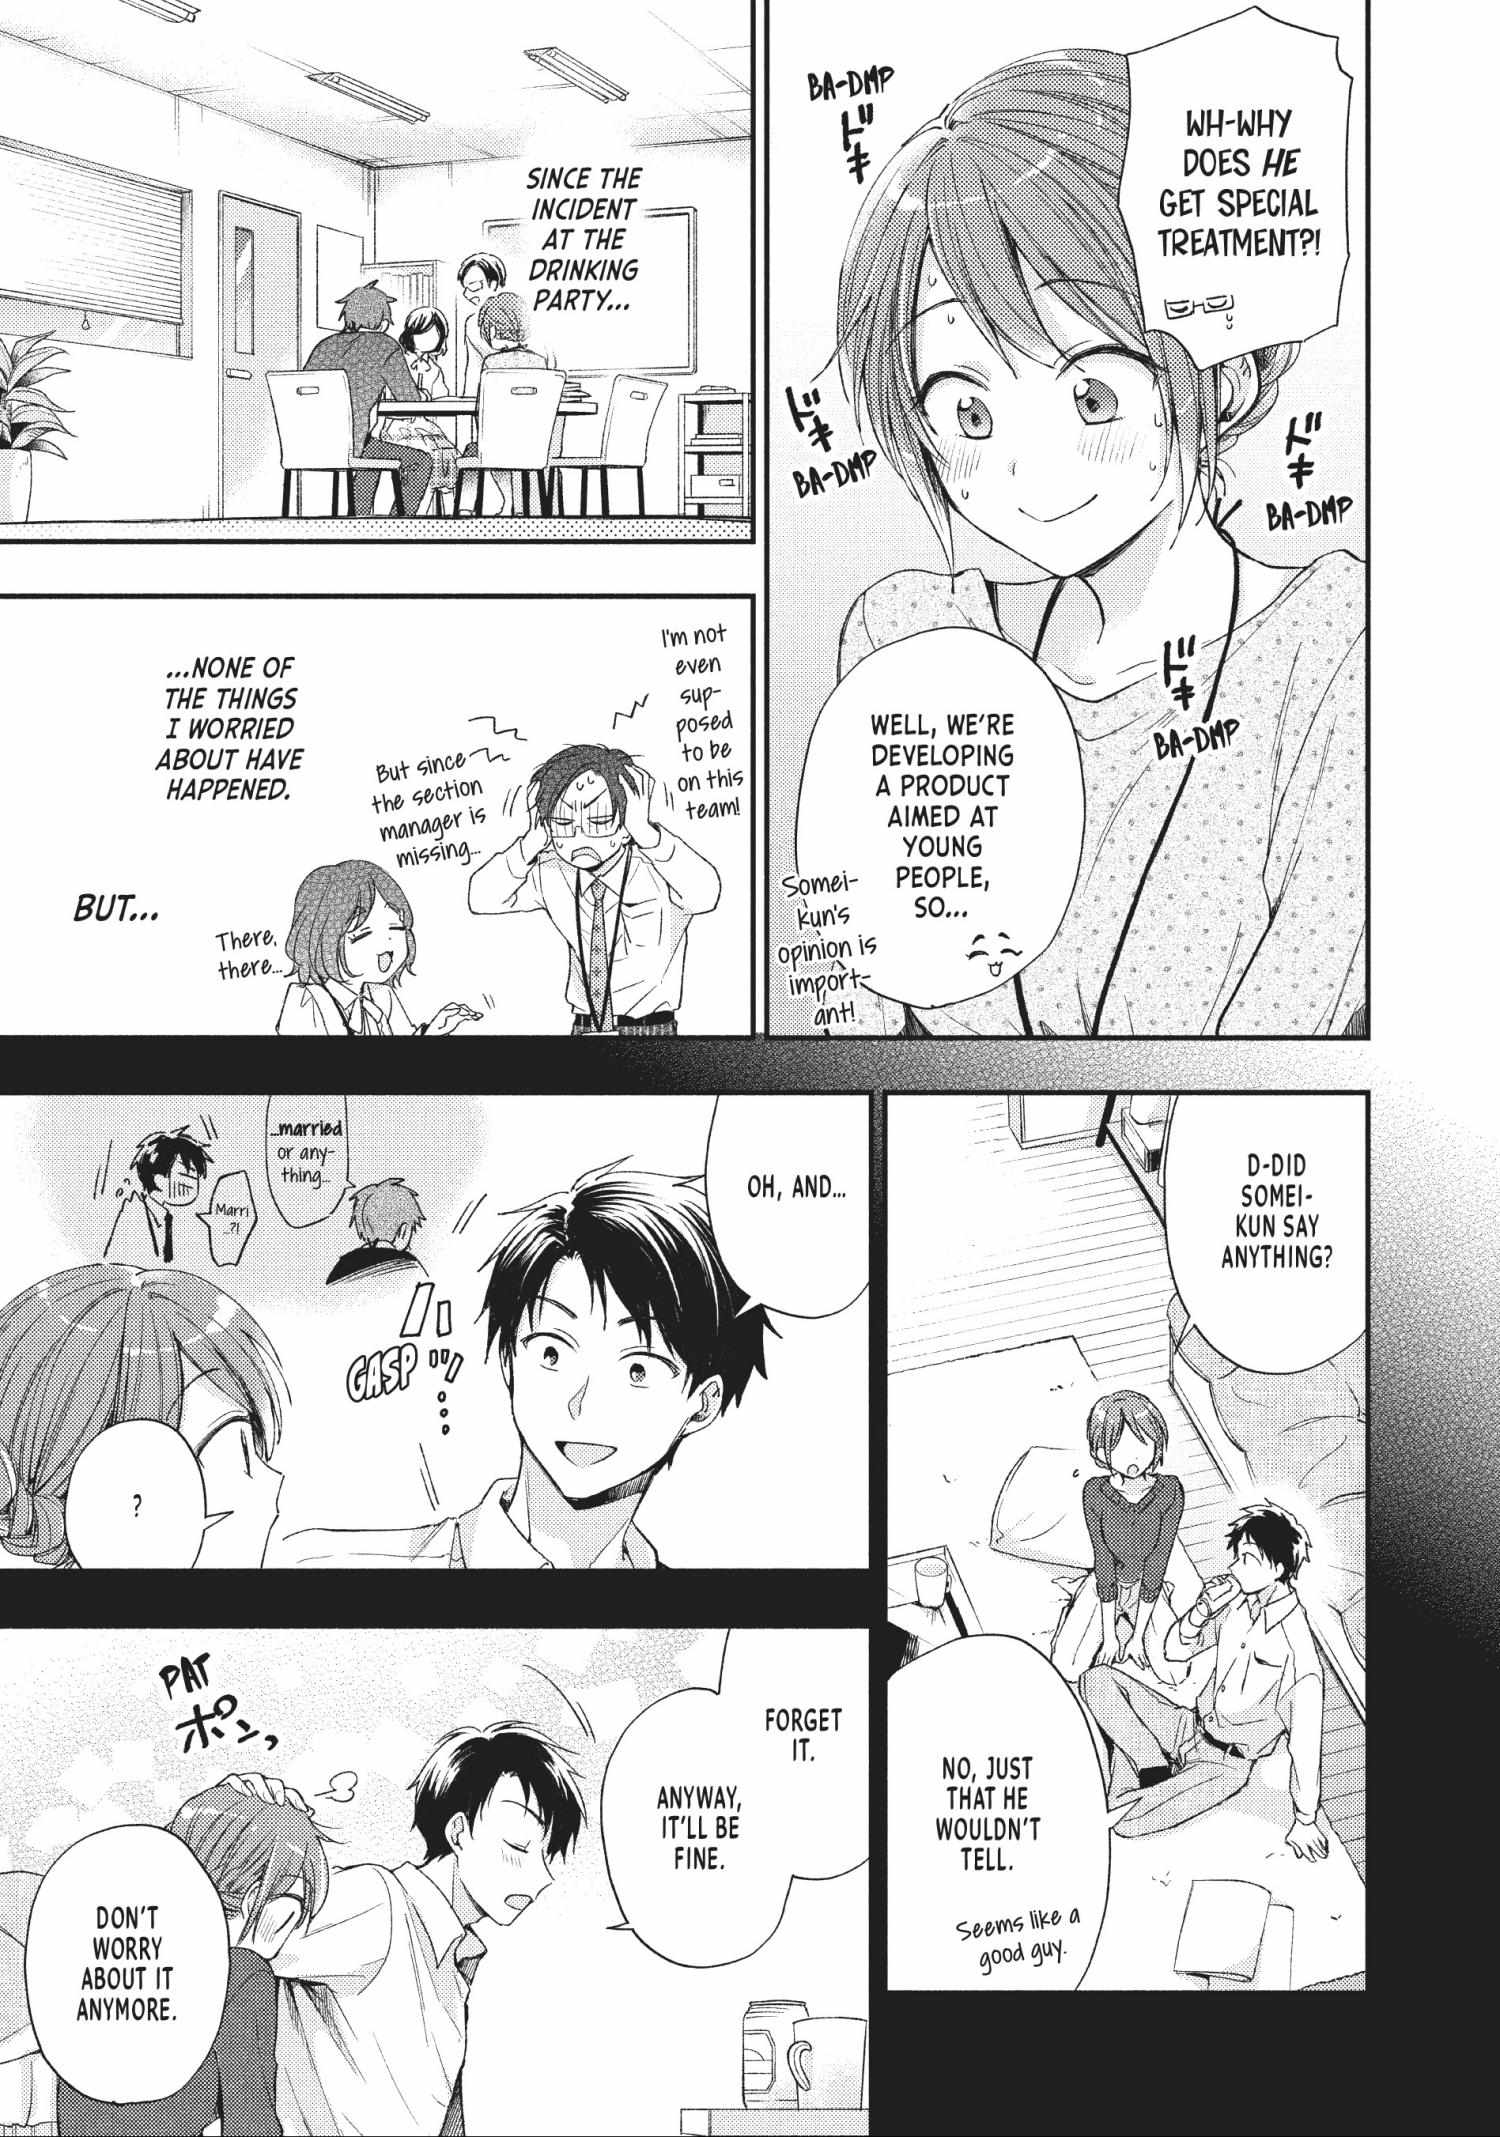 WH-WHY
DOES HE
GET SPECIAL
TREATMENT?!
BA-DMP
ドキ
ドキ
BA-DMP
ドキ
BA-DMP
ドキ
BA-DMP
WELL, WE'RE
DEVELOPING
A PRODUCT
AIMED AT
YOUNG
PEOPLE,
SO...
Somei-
kun's
opinion is
import-
ant!
SINCE THE
INCIDENT
AT THE
DRINKING
PARTY...
I'm not
even
sup-
posed
to be
on this
team!
But since
the section
manager is
missing...
There,
there...
...NONE OF
THE THINGS
I WORRIED
ABOUT HAVE
HAPPENED.
BUT...
D-DID
SOMEI-
KUN SAY
ANYTHING?
NO, JUST
THAT HE
WOULDN'T
TELL.
Seems like a
good guy.
OH, AND...
...married
or any-
thing...
Marri
...?!
GASP
?
FORGET
IT.
ANYWAY,
IT'LL BE
FINE.
PAT
ポンッ
DON'T
WORRY
ABOUT IT
ANYMORE.